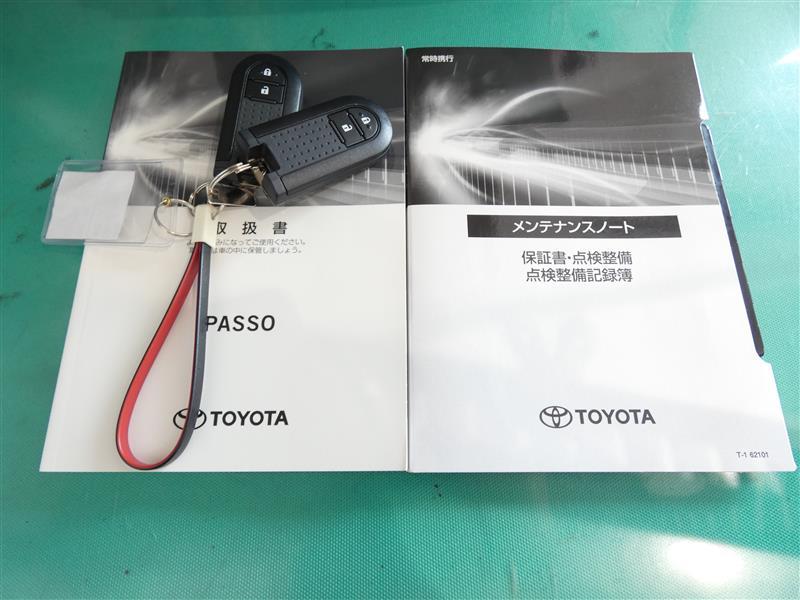 取扱書
みになってご使用ください。
は車の中に保管しましょう。
PASSO
TOYOTA
常時携行
メンテナンスノート
保証書・点検整備
点検整備記録簿
TOYOTA
T-1 62101